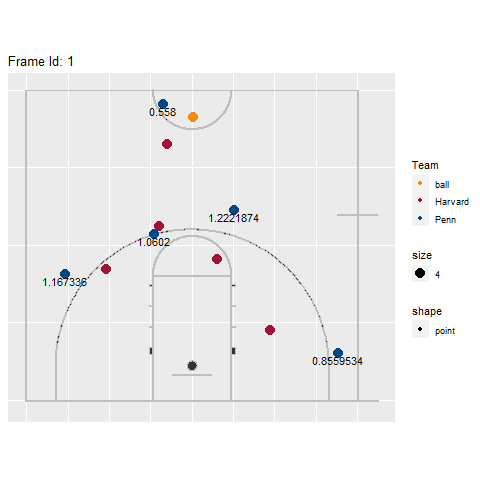 Frame Id: 1
0.558
1.2221874
1.0602
1.167336
0.8559534
Team
ball
Harvard
Penn
size
4
shape
point